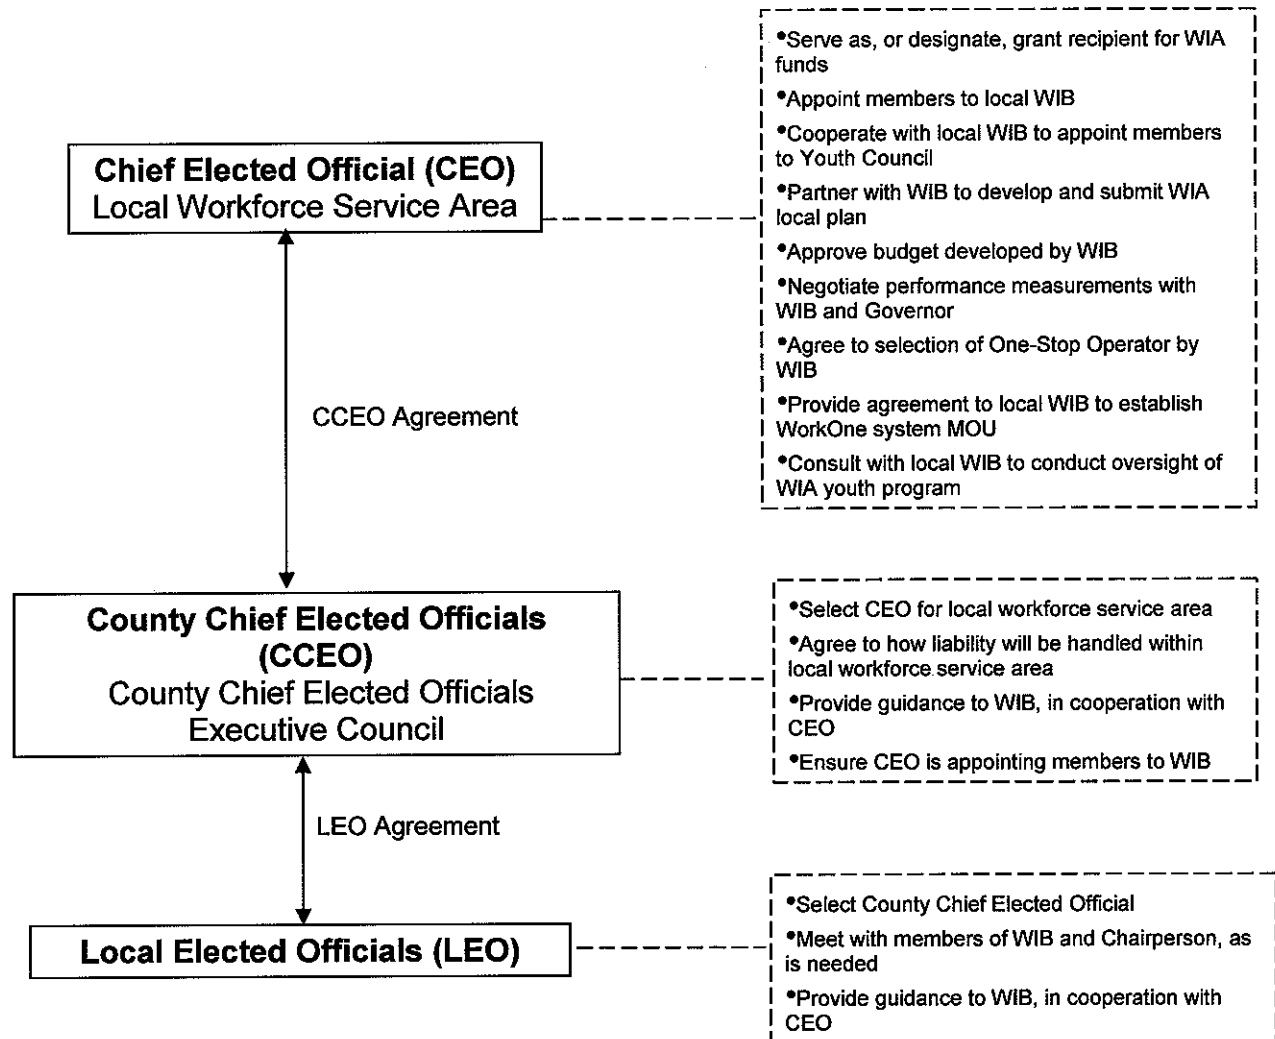 •Serve as, or designate, grant recipient for WIA
funds
•Appoint members to local WIB
•Cooperate with local WIB to appoint members
to Youth Council
•Partner with WIB to develop and submit WIA
local plan
•Approve budget developed by WIB
•Negotiate performance measurements with
WIB and Governor
•Agree to selection of One-Stop Operator by
WIB
•Provide agreement to local WIB to establish
WorkOne system MOU
•Consult with local WIB to conduct oversight of
WIA youth program
Chief Elected Official (CEO)
Local Workforce Service Area
CCEO Agreement
County Chief Elected Officials
(CCEO)
County Chief Elected Officials
Executive Council
•Select CEO for local workforce service area
•Agree to how liability will be handled within
local workforce service area
•Provide guidance to WIB, in cooperation with
CEO
•Ensure CEO is appointing members to WIB
LEO Agreement
Local Elected Officials (LEO)
•Select County Chief Elected Official
•Meet with members of WIB and Chairperson, as
is needed
•Provide guidance to WIB, in cooperation with
CEO